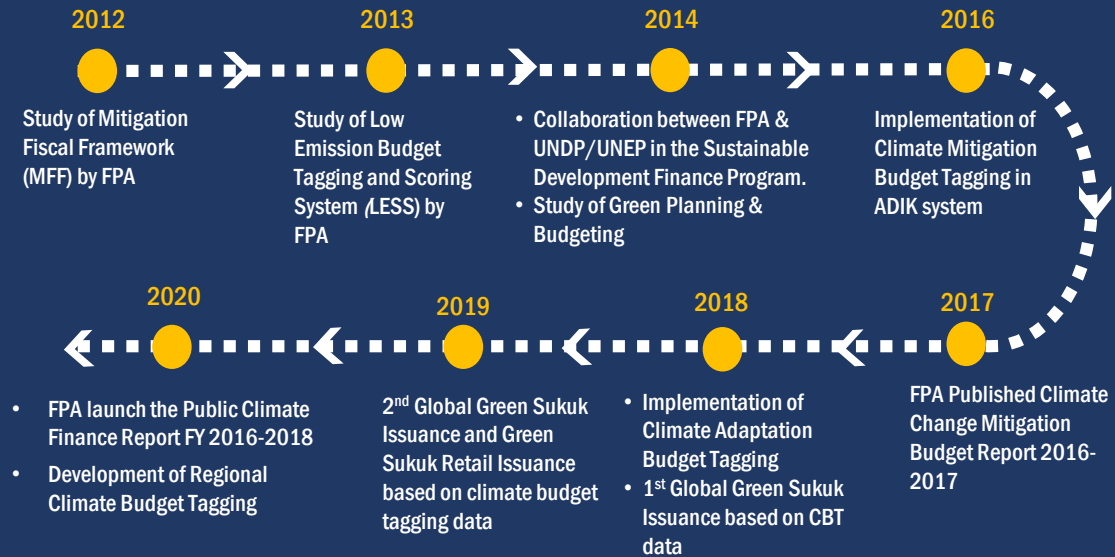 2012
Study of Mitigation
Fiscal Framework
(MFF) by FPA
2013
Study of Low
Emission Budget
Tagging and Scoring
System (LESS) by
FPA
2014
• Collaboration between FPA &
UNDP/UNEP in the Sustainable
Development Finance Program.
• Study of Green Planning &
Budgeting
2016
Implementation of
Climate Mitigation
Budget Tagging in
ADIK system
2017
FPA Published Climate
Change Mitigation
Budget Report 2016-
2017
2018
• Implementation of
Climate Adaptation
Budget Tagging
• 1st Global Green Sukuk
Issuance based on CBT
data
2019
2nd Global Green Sukuk
Issuance and Green
Sukuk Retail Issuance
based on climate budget
tagging data
2020
• FPA launch the Public Climate
Finance Report FY 2016-2018
• Development of Regional
Climate Budget Tagging